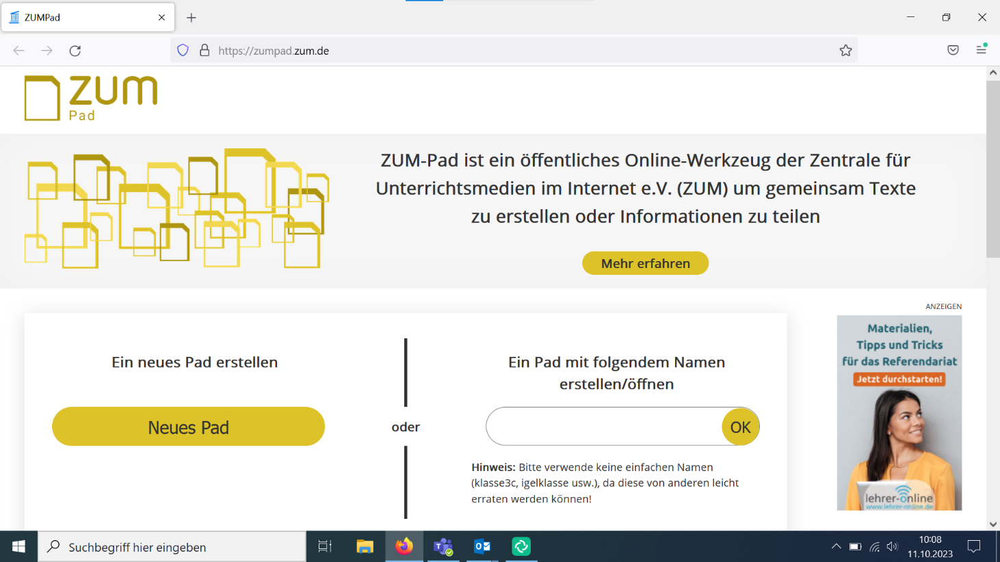 ZUMPad
https://zumpad.zum.de
zum
Pad
ZUM-Pad ist ein öffentliches Online-Werkzeug der Zentrale für
Unterrichtsmedien im Internet e.V. (ZUM) um gemeinsam Texte
zu erstellen oder Informationen zu teilen
Mehr erfahren
ANZEIGEN
Materialien,
Tipps und Tricks
für das Referendariat
Jetzt durchstarten!
lehrer-online
www.lehrer-online.de
Ein neues Pad erstellen
Neues Pad
oder
Ein Pad mit folgendem Namen
erstellen/öffnen
OK
Hinweis: Bitte verwende keine einfachen Namen
(klasse3c, igelklasse usw.), da diese von anderen leicht
erraten werden können!
Suchbegriff hier eingeben
10:08
11.10.2023